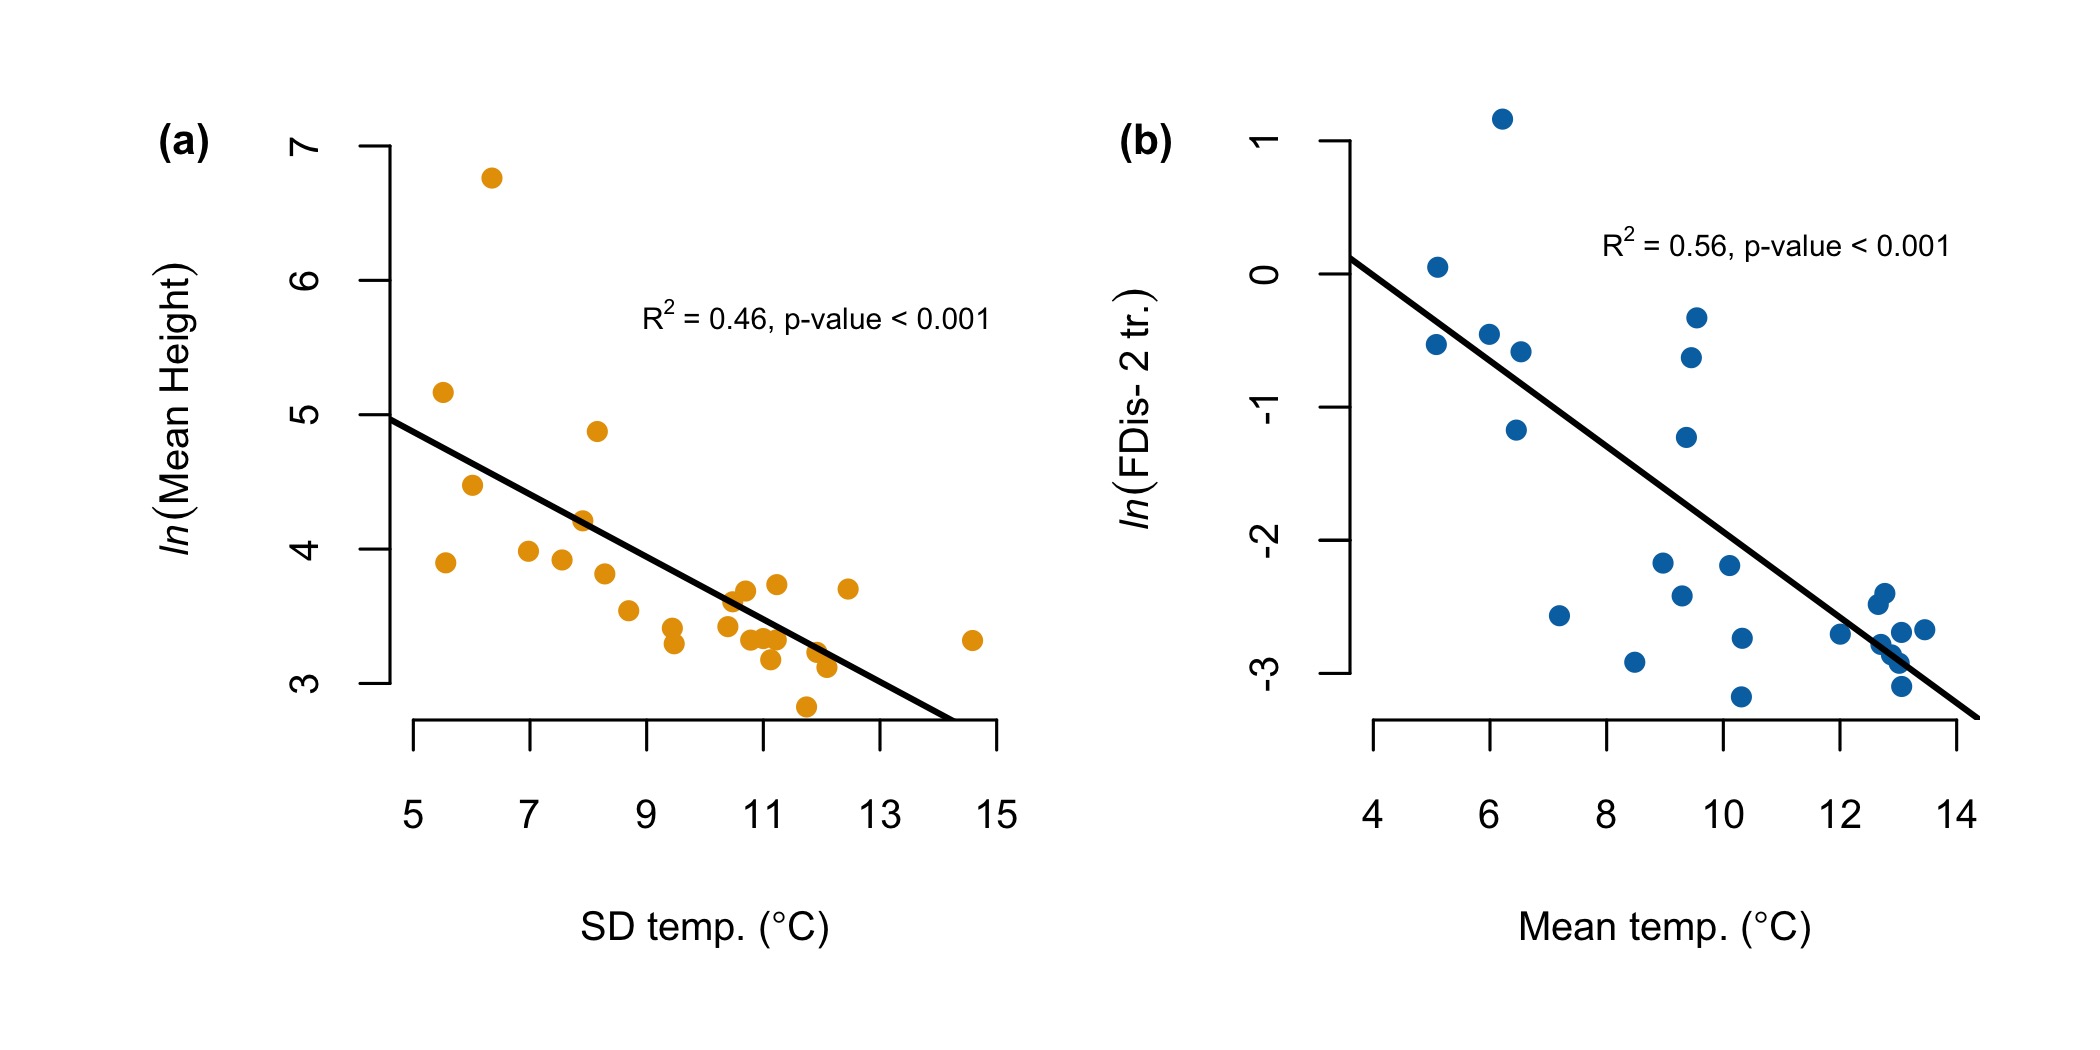 (a)
7
6
5
4
3
ln(Mean Height)
R² = 0.46, p-value < 0.001
5 7 9 11 13 15
SD temp. (°C)
(b)
1
0
-1
-2
-3
ln(FDis- 2 tr.)
R² = 0.56, p-value < 0.001
4 6 8 10 12 14
Mean temp. (°C)